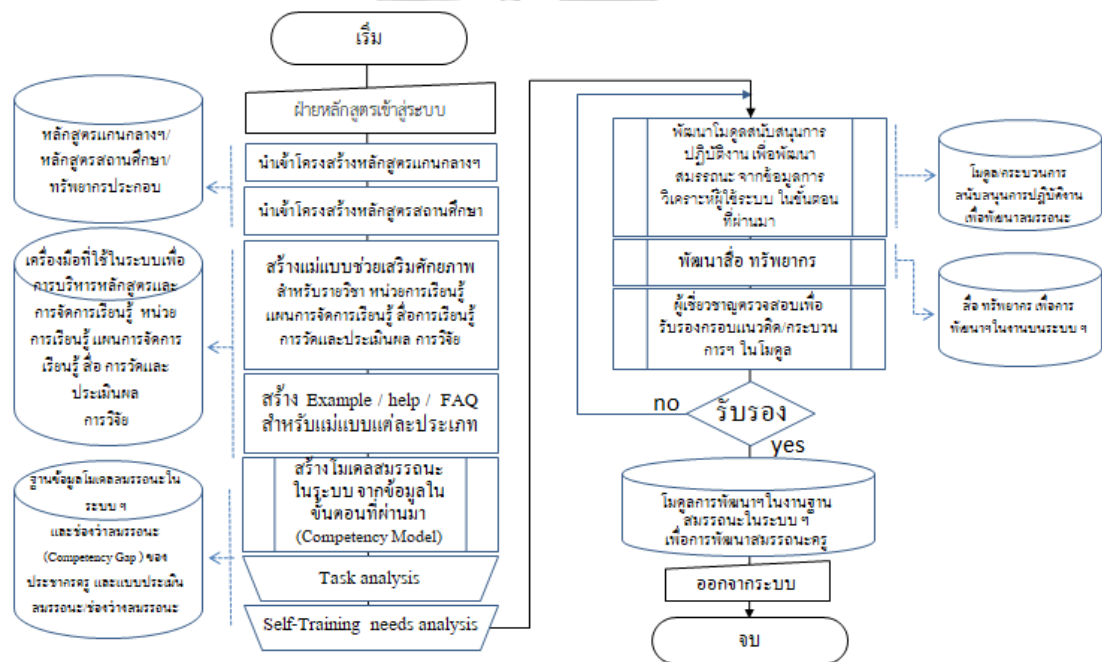 เริ่ม
ฝ่ายหลักสูตรเข้าสู่ระบบ
หลักสูตรแกนกลางฯ/
หลักสูตรสถานศึกษา/
ทรัพยากรประกอบ
นำเข้าโครงสร้างหลักสูตรแกนกลางฯ
นำเข้าโครงสร้างหลักสูตรสถานศึกษา
เครื่องมือที่ใช้ในระบบเพื่อ
การบริหารหลักสูตรและ
การจัดการเรียนรู้ หน่วย
การเรียนรู้ แผนการจัดการ
เรียนรู้ สื่อ การวัดและ
ประเมินผล
การวิจัย
สร้างแม่แบบช่วยเสริมศักยภาพ
สำหรับรายวิชา หน่วยการเรียนรู้
แผนการจัดการเรียนรู้ สื่อการเรียนรู้
การวัดและประเมินผล การวิจัย
สร้าง Example / help / FAQ
สำหรับแม่แบบแต่ละประเภท
ฐานข้อมูลโมเดลสมรรถนะใน
ระบบ ฯ
และช่องว่าสมรรถนะ
(Competency Gap ) ของ
ประชากรครู และแบบประเมิน
สมรรถนะ/ช่องว่างสมรรถนะ
สร้างโมเดลสมรรถนะ
ในระบบ จากข้อมูลใน
ขั้นตอนที่ผ่านมา
(Competency Model)
Task analysis
Self-Training needs analysis
พัฒนาโมดูลสนับสนุนการ
ปฏิบัติงาน เพื่อพัฒนา
สมรรถนะ จากข้อมูลการ
วิเคราะห์ผู้ใช้ระบบ ในขั้นตอน
ที่ผ่านมา
โมดูล/กระบวนการ
สนับสนุนการปฏิบัติงาน
เพื่อพัฒนาสมรรถนะ
พัฒนาสื่อ ทรัพยากร
สื่อ ทรัพยากร เพื่อการ
พัฒนาฯ ในงานบนระบบ ฯ
ผู้เชี่ยวชาญตรวจสอบเพื่อ
รับรองกรอบแนวคิด/กระบวน
การฯ ในโมดูล
no
รับรอง
yes
โมดูลการพัฒนาฯ ในงานฐาน
สมรรถนะในระบบ ฯ
เพื่อการพัฒนาสมรรถนะครู
ออกจากระบบ
จบ